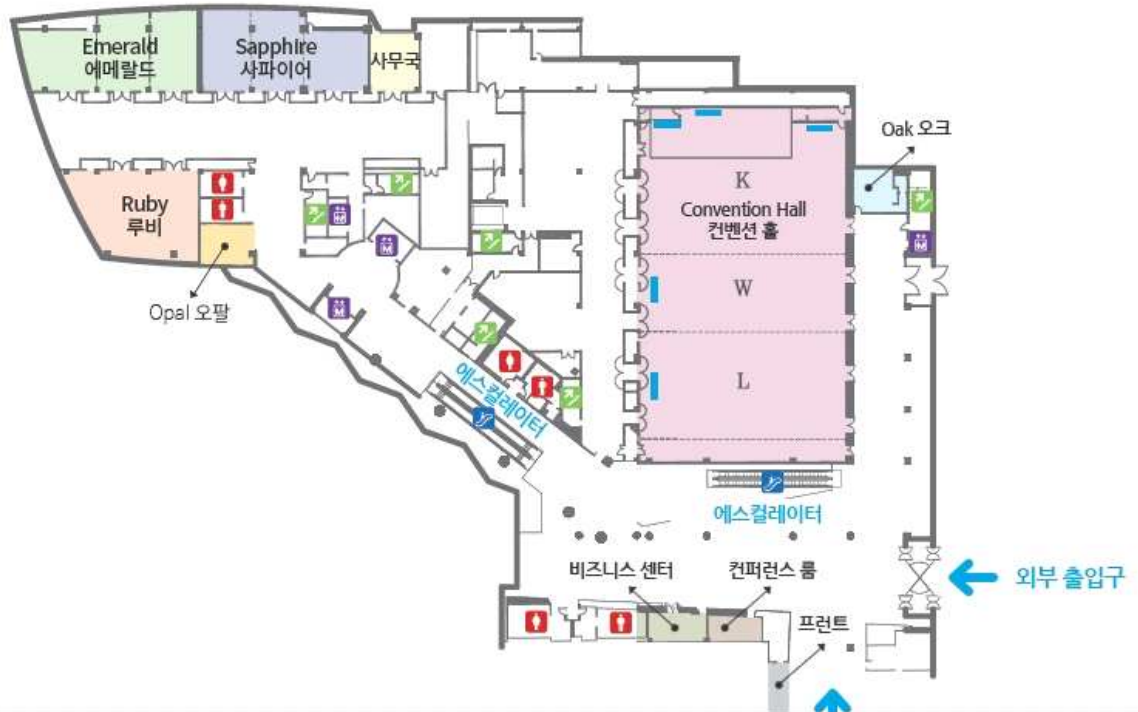 Emerald
에메랄드
Sapphire
사파이어
사무국
Oak 오크
K
Convention Hall
컨벤션 홀
Ruby
루비
Opal 오팔
W
L
에스컬레이터
에스컬레이터
비즈니스 센터
컨퍼런스 룸
외부 출입구
프런트